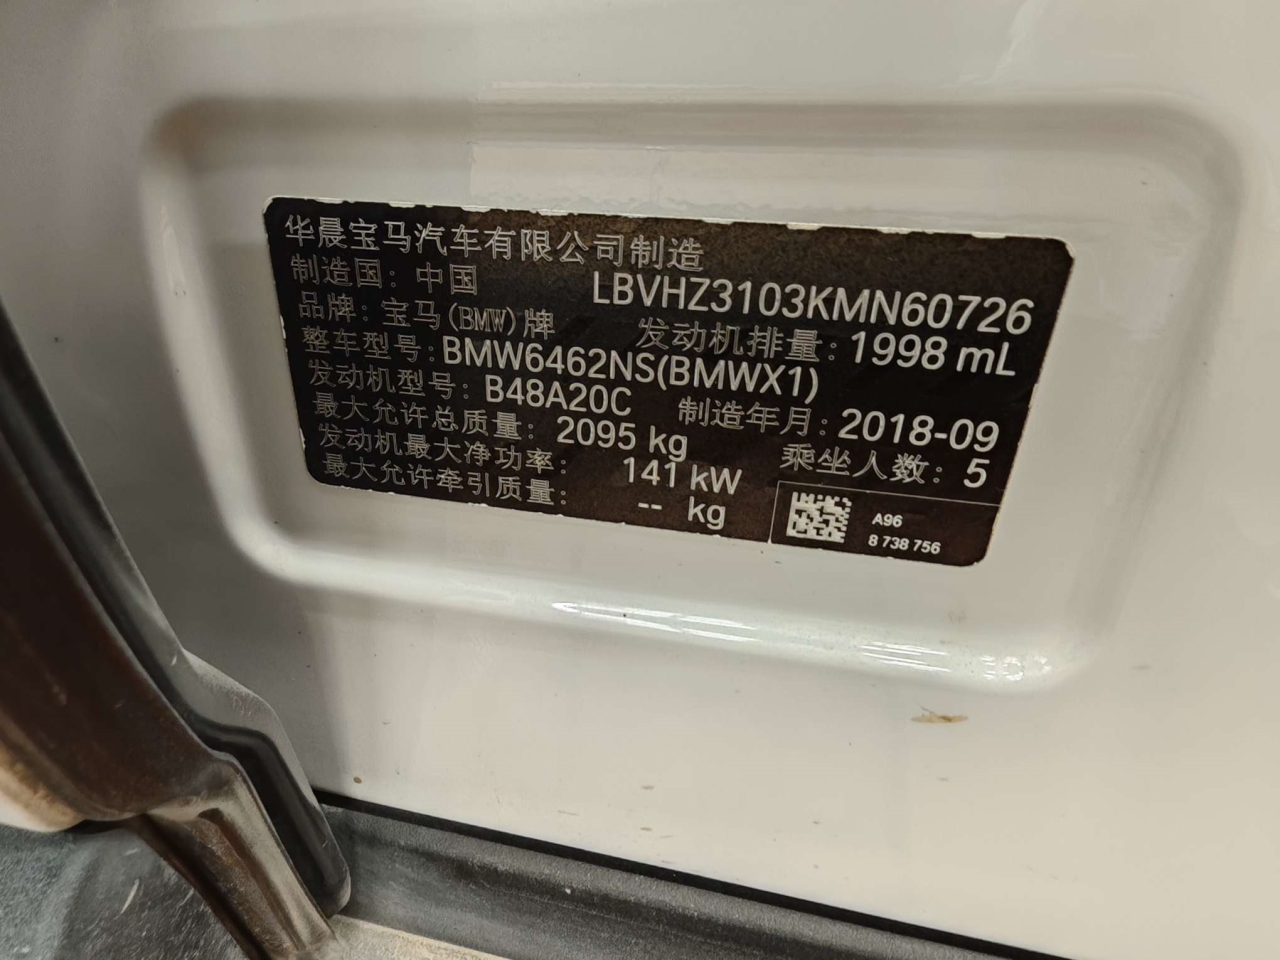 华晨宝马汽车有限公司制造
制造国：中国 LBVHZ3103KMN60726
品牌：宝马(BMW)牌 发动机排量：1998 mL
整车型号：BMW6462NS(BMWX1)
发动机型号：B48A20C 制造年月：2018-09
最大允许总质量：2095 kg 乘坐人数：5
发动机最大净功率：141 kW
最大允许牵引质量：-- kg
A96
8 738 756